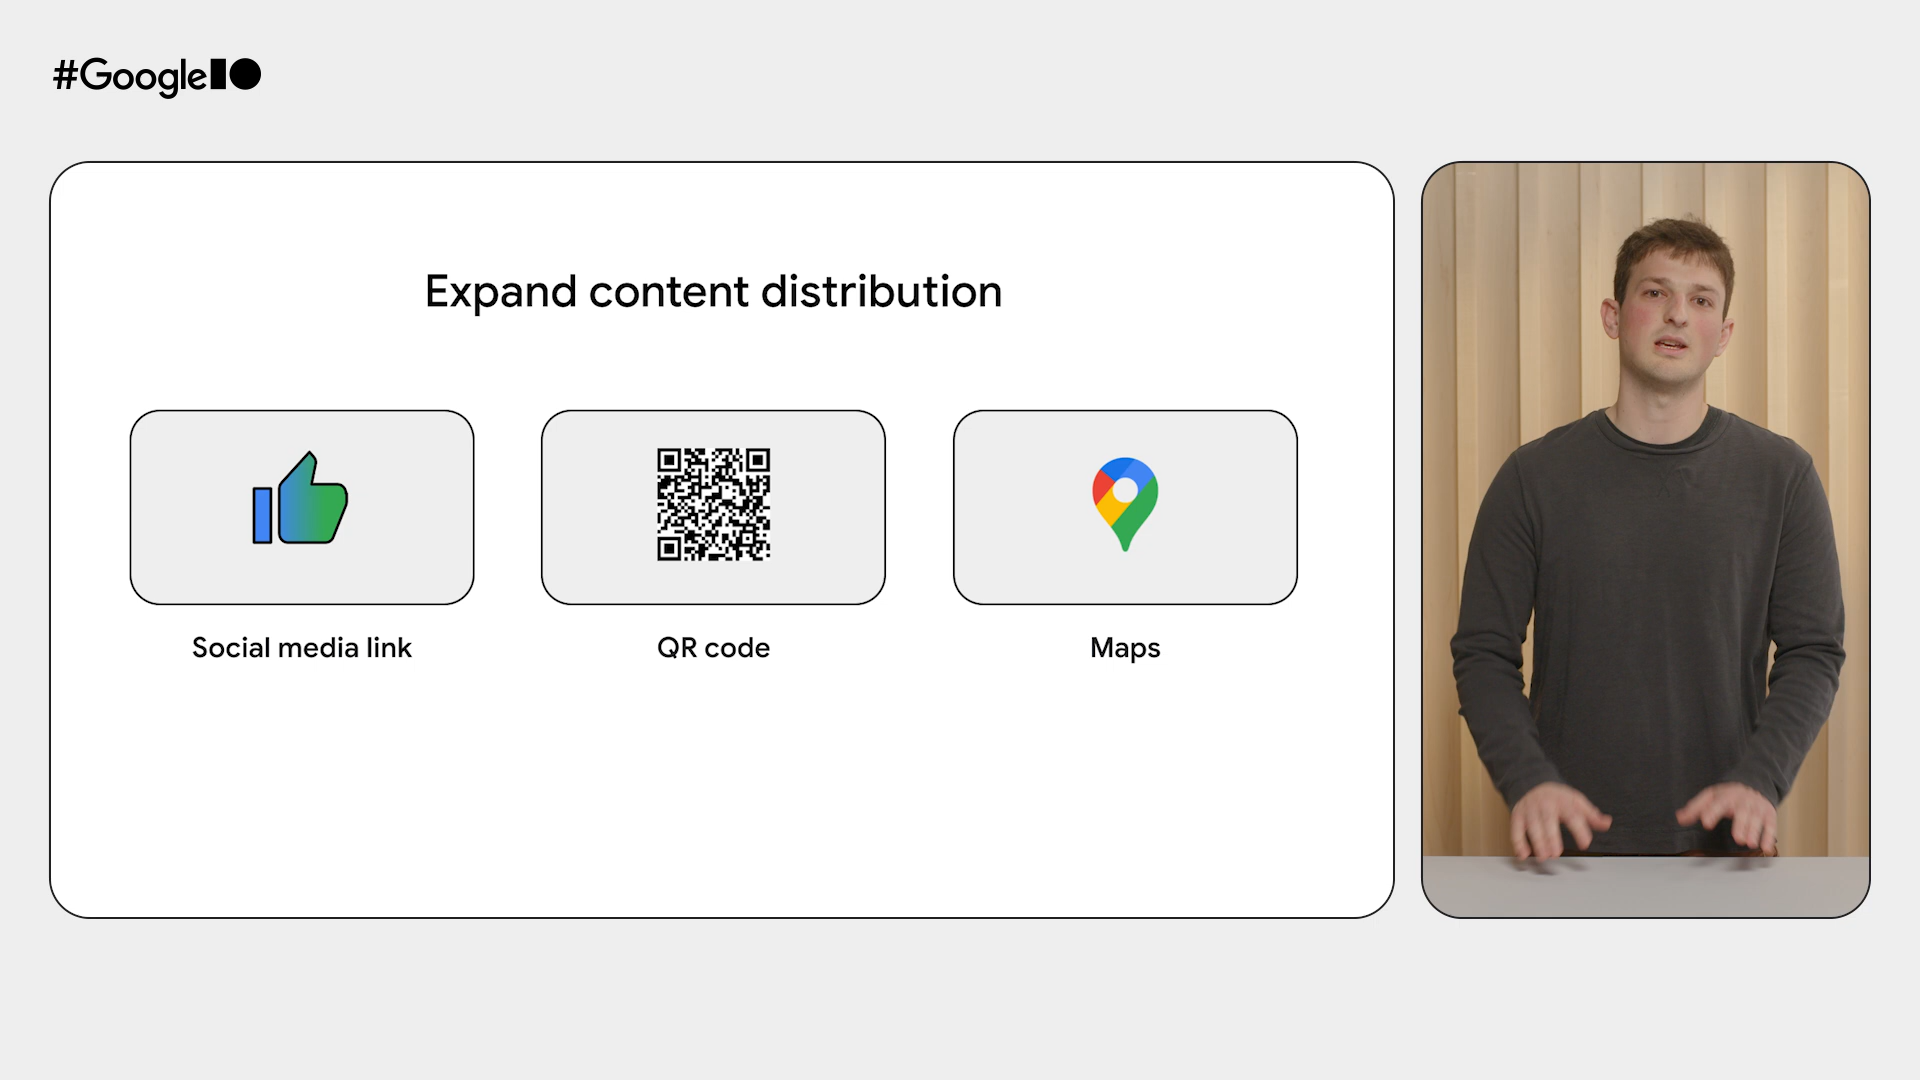 #GoogleIO
Expand content distribution
Social media link
QR code
Maps